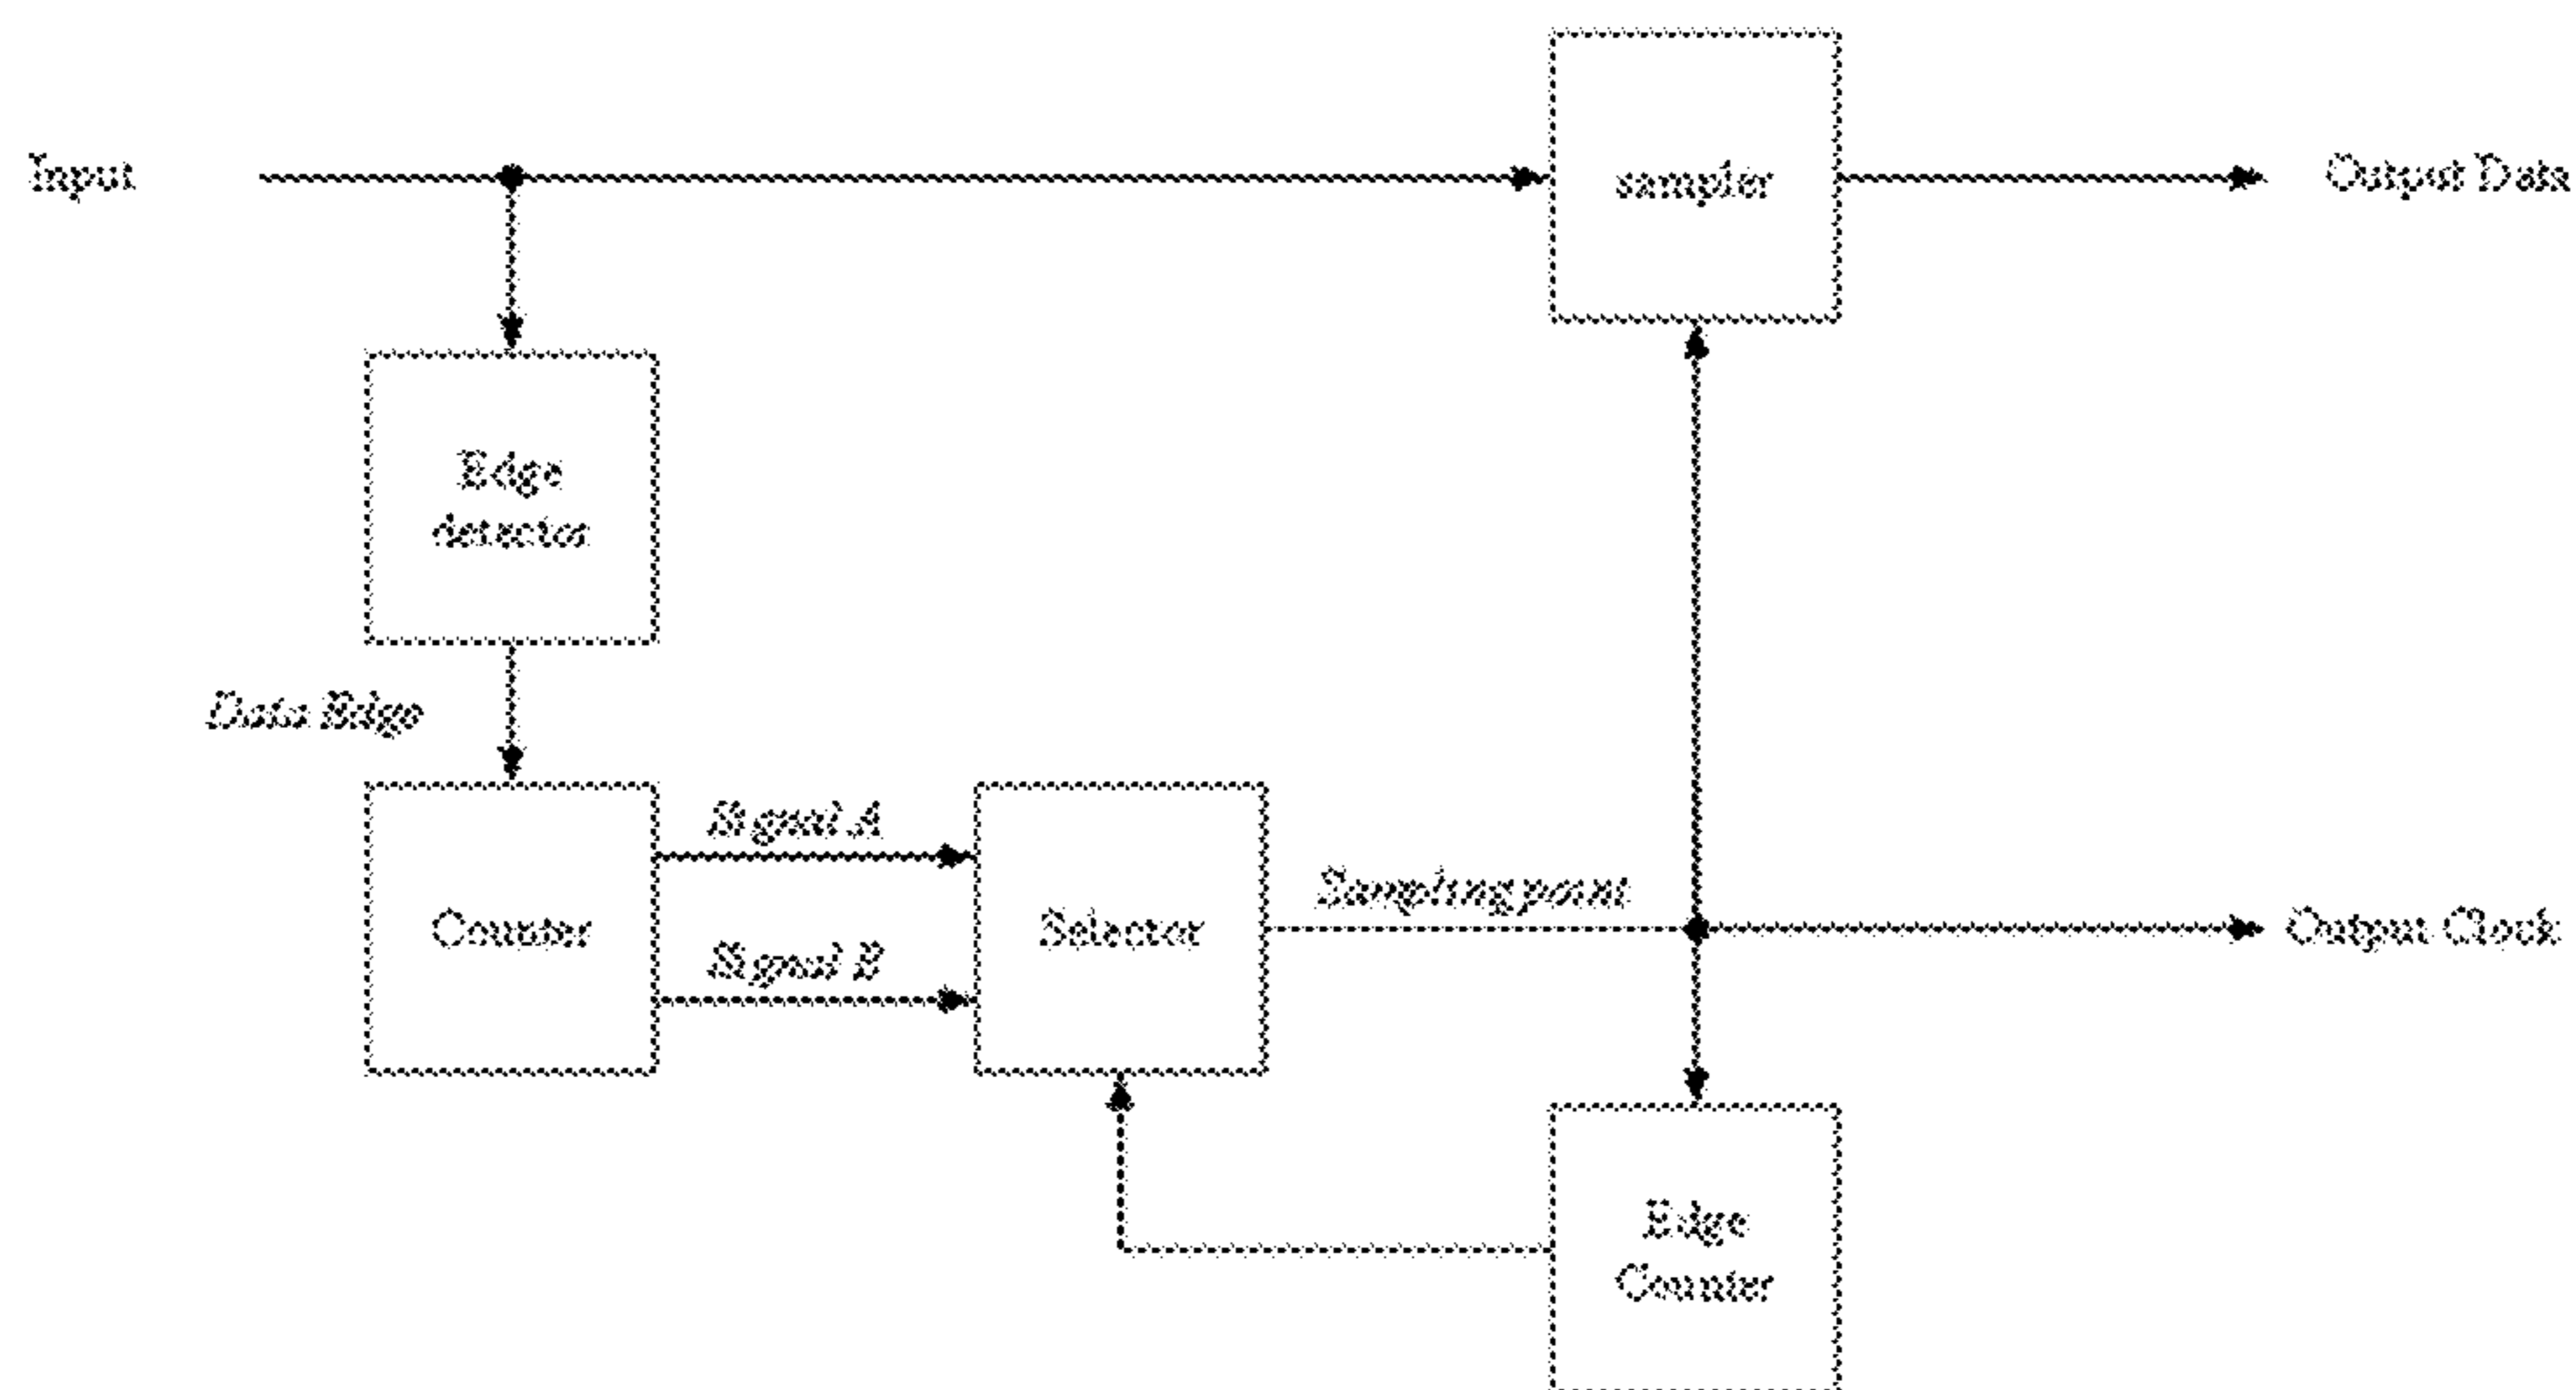 Input
sampler
Output Data
Edge
detector
Data Edge
Signal A
Counter
Selector
Sampling point
Output Clock
Signal B
Edge
Counter